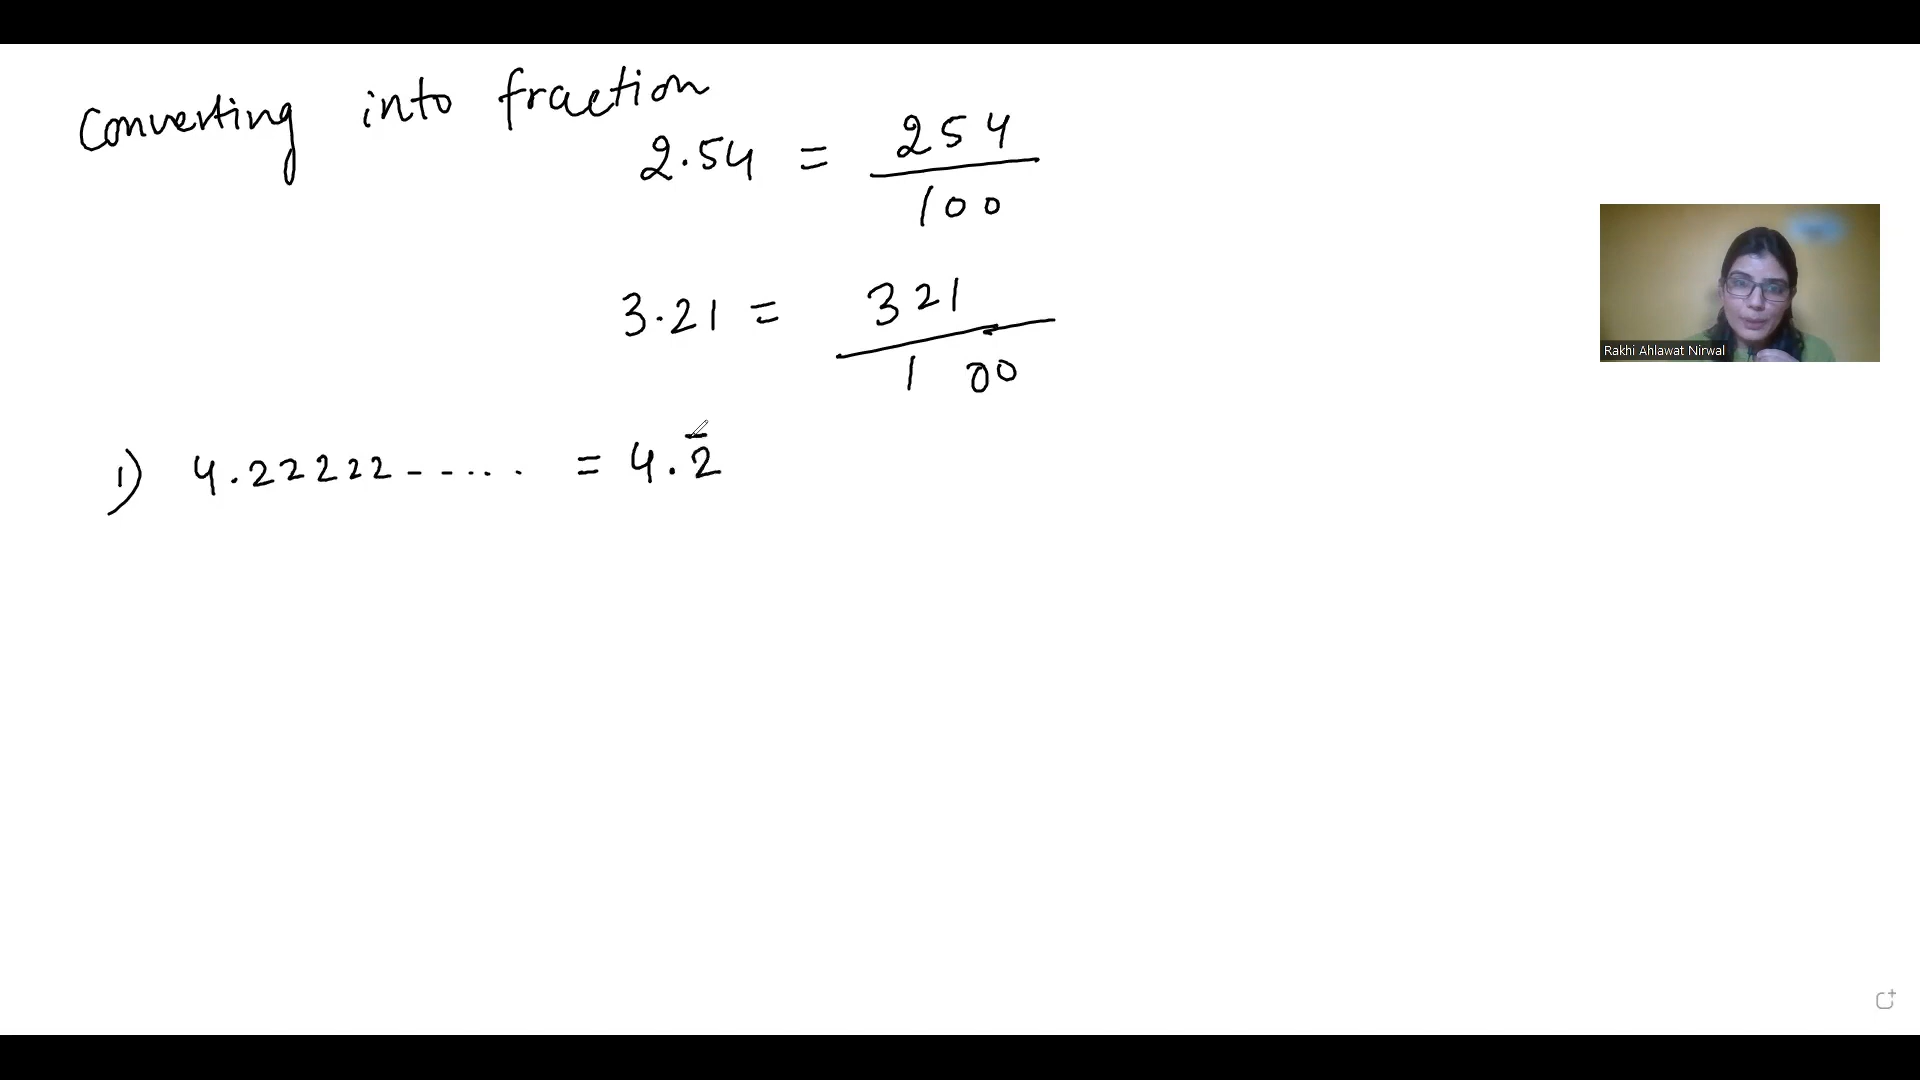 Converting into fraction
2.54 = 254/100
3.21 = 321/100
Rakhi Ahlawat Nirwal
1) 4.22222-----.. = 4.2̅